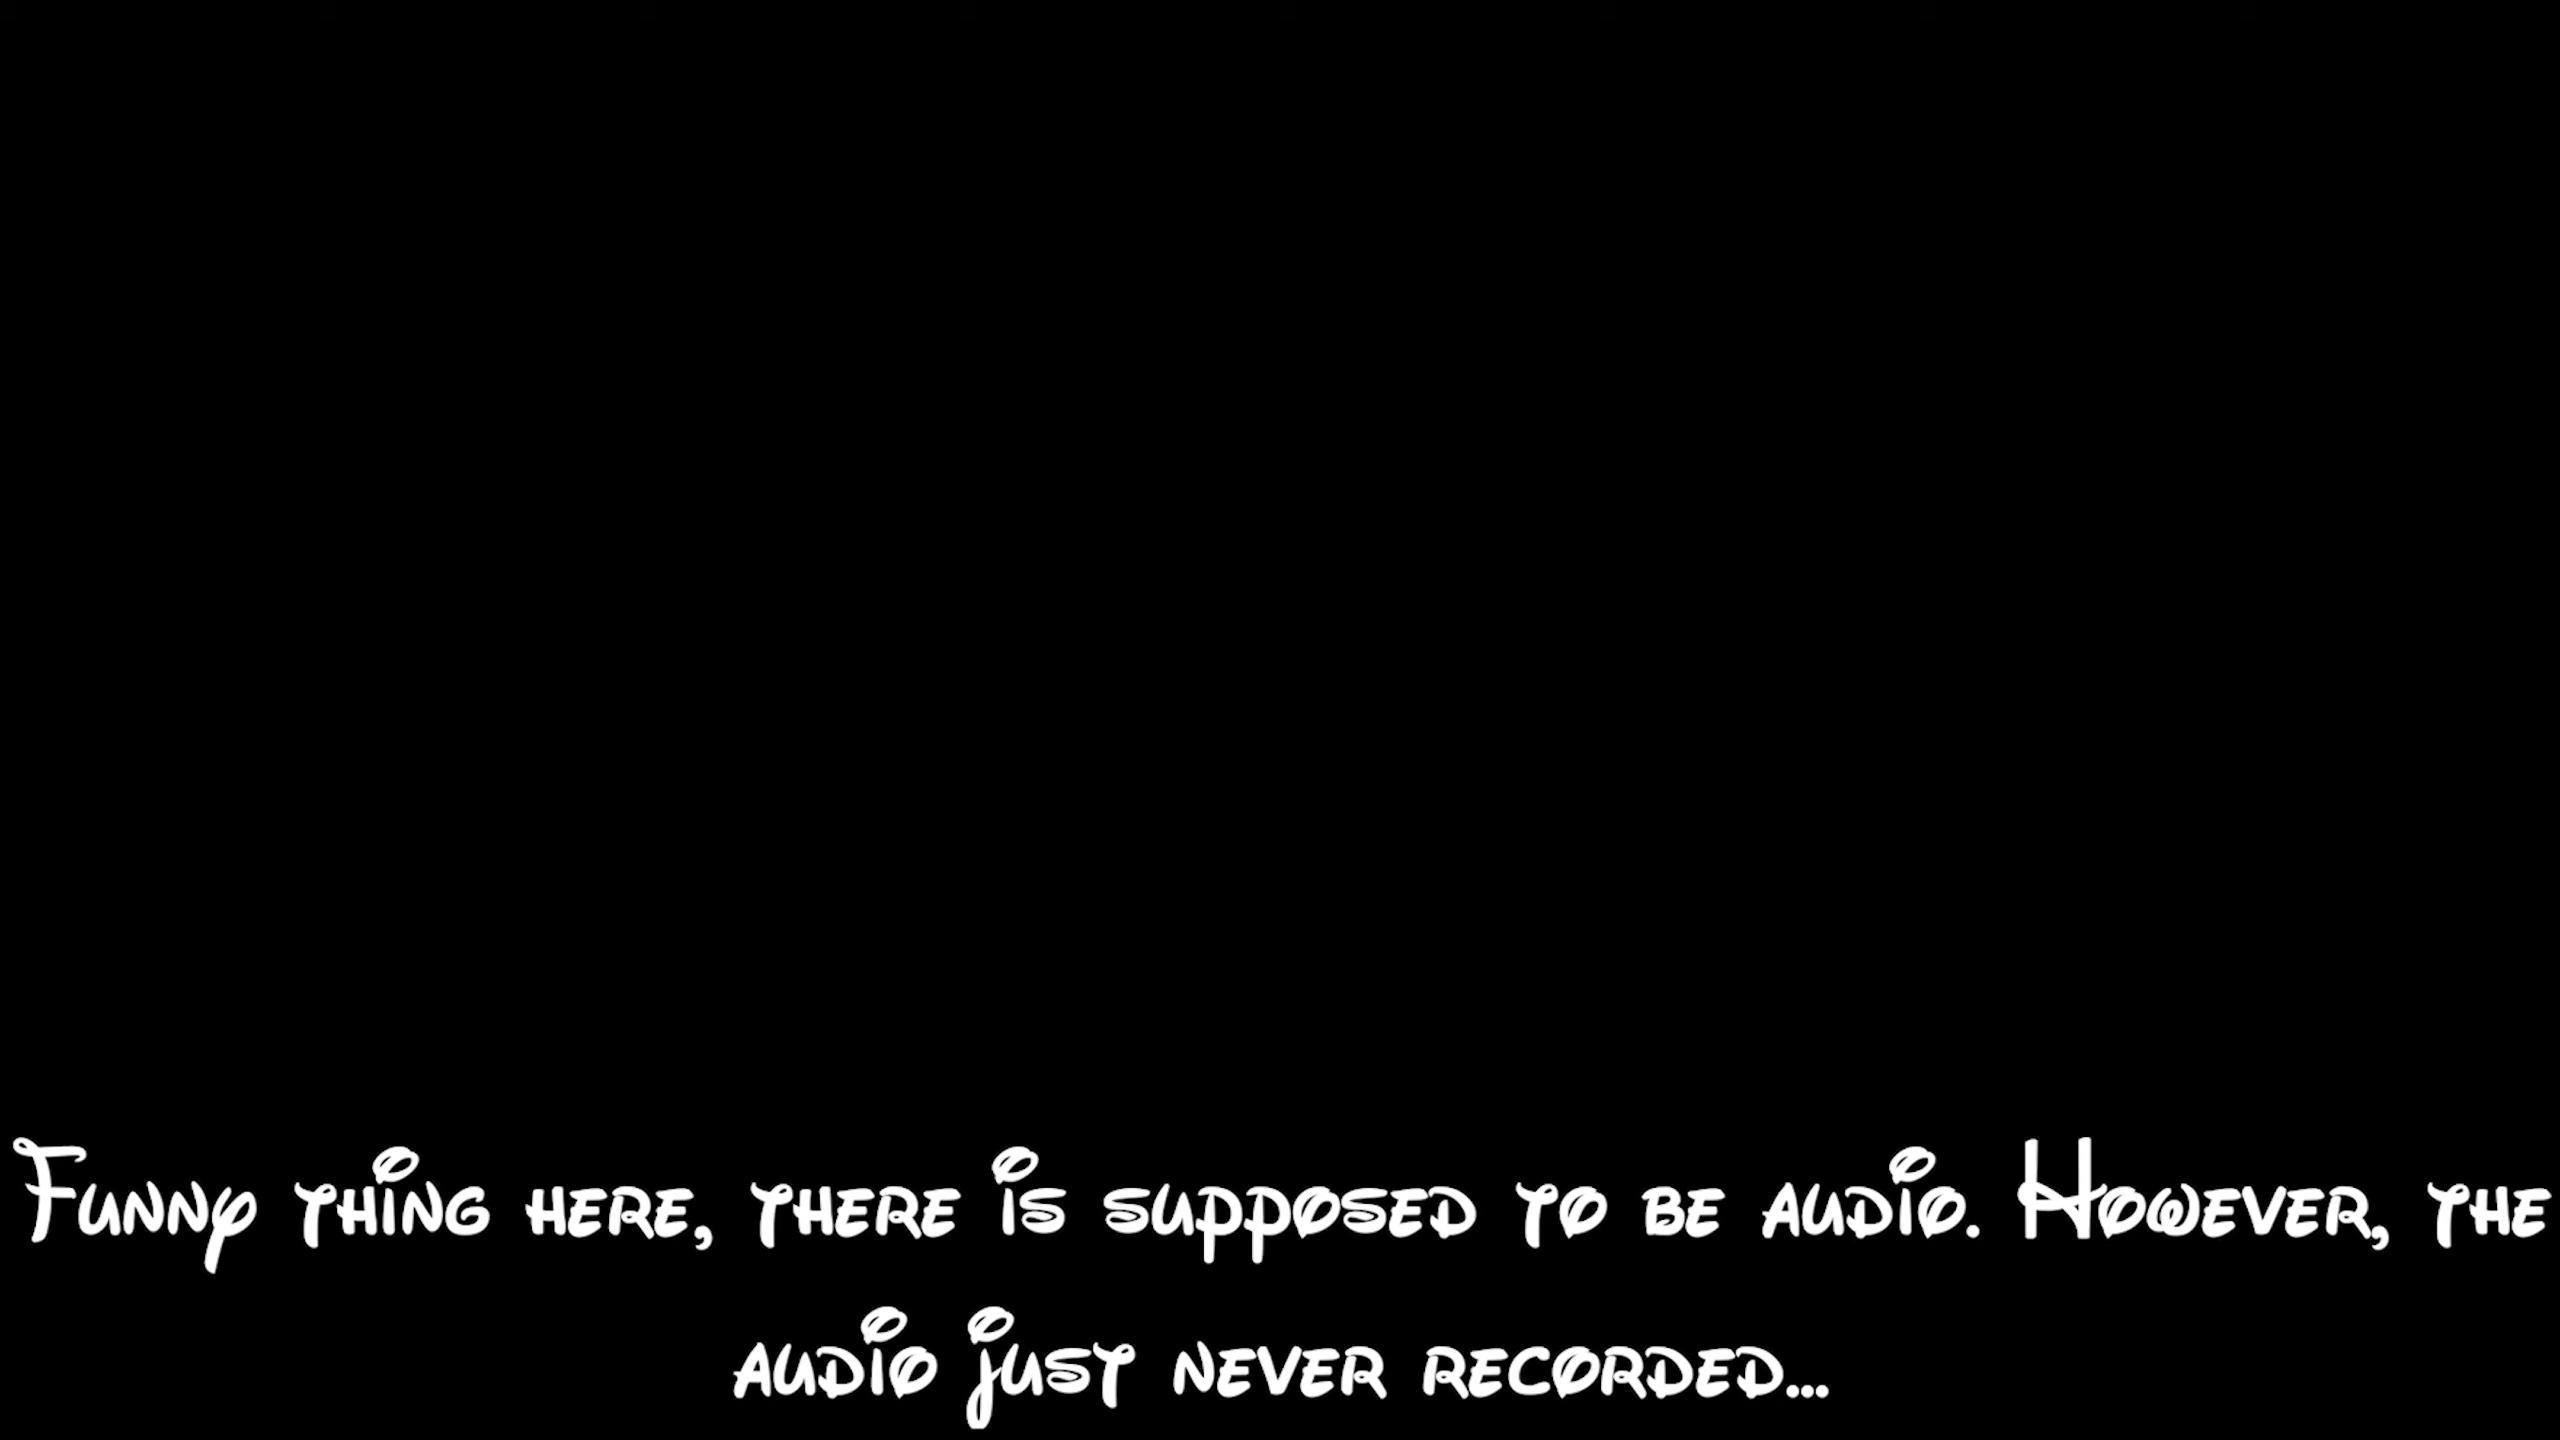 Funny thing here, there is supposed to be audio. However, the
audio just never recorded...